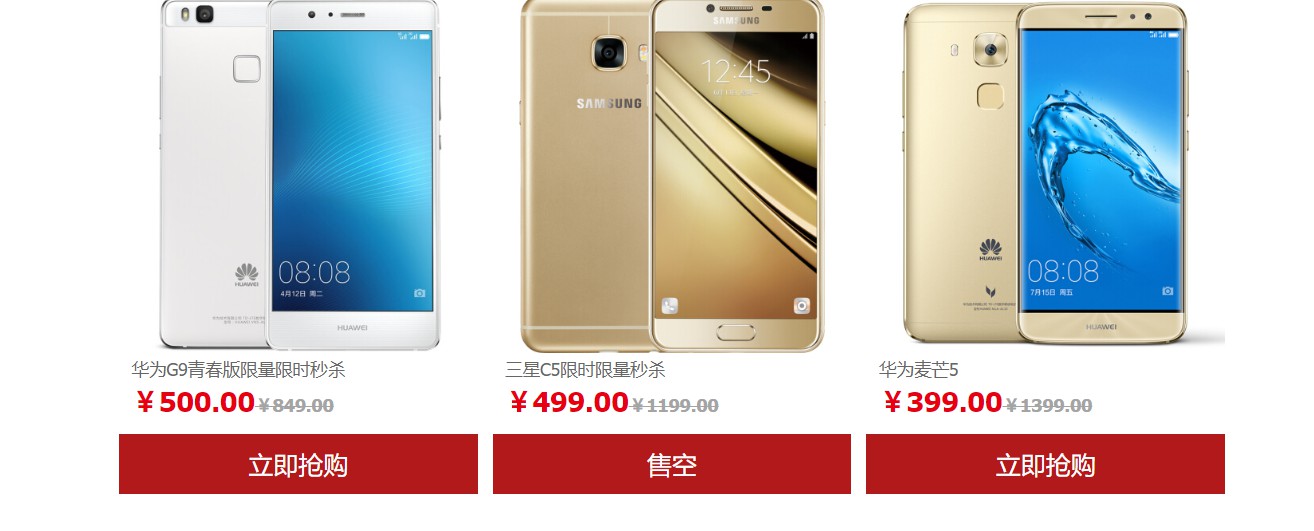 SAMSUNG
12:45
SAMSUNG
HUAWEI
08:08
4月12日 周二
HUAWEI
HUAWEI
08:08
7月15日 周五
HUAWEI
华为G9青春版限量限时秒杀
三星C5限时限量秒杀
华为麦芒5
￥500.00 ￥849.00
￥499.00 ￥1199.00
￥399.00 ￥1399.00
立即抢购
售空
立即抢购